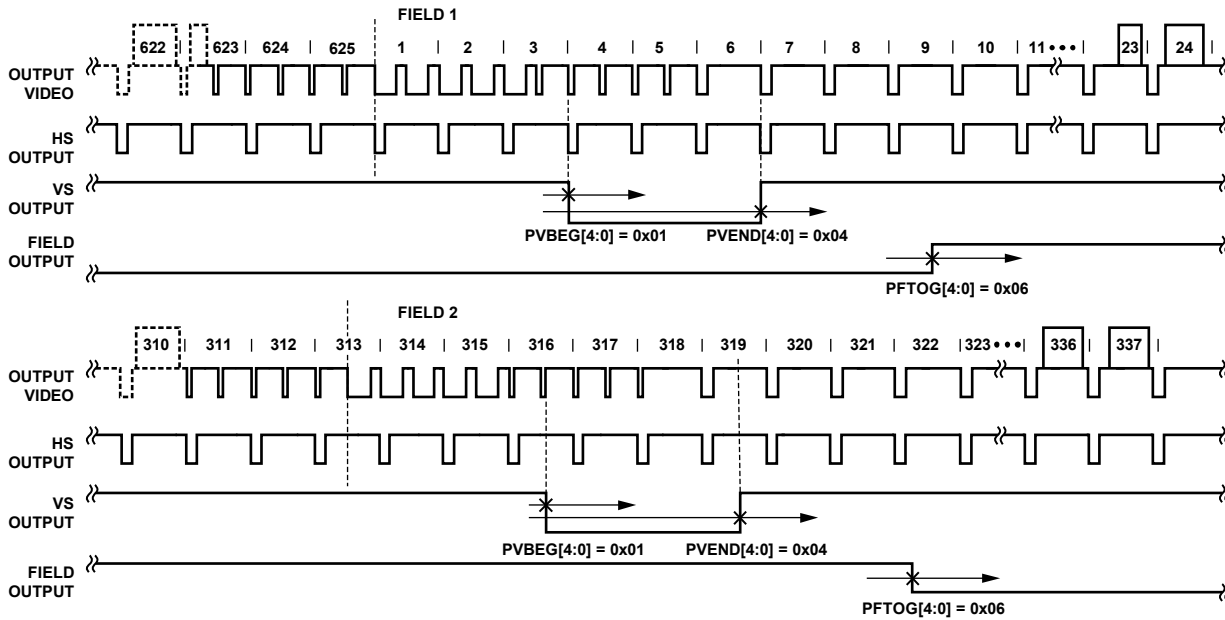 FIELD 1
622 | 623 | 624 | 625 1 | 2 | 3 | 4 | 5 | 6 | 7 | 8 | 9 | 10 | 11 ••• 23 | 24 |
OUTPUT
VIDEO
HS
OUTPUT
VS
OUTPUT
PVBEG[4:0] = 0x01 PVEND[4:0] = 0x04
FIELD
OUTPUT
PFTOG[4:0] = 0x06
FIELD 2
310 | 311 | 312 | 313 | 314 | 315 | 316 | 317 | 318 | 319 | 320 | 321 | 322 | 323 ••• 336 | 337 |
OUTPUT
VIDEO
HS
OUTPUT
VS
OUTPUT
PVBEG[4:0] = 0x01 PVEND[4:0] = 0x04
FIELD
OUTPUT
PFTOG[4:0] = 0x06